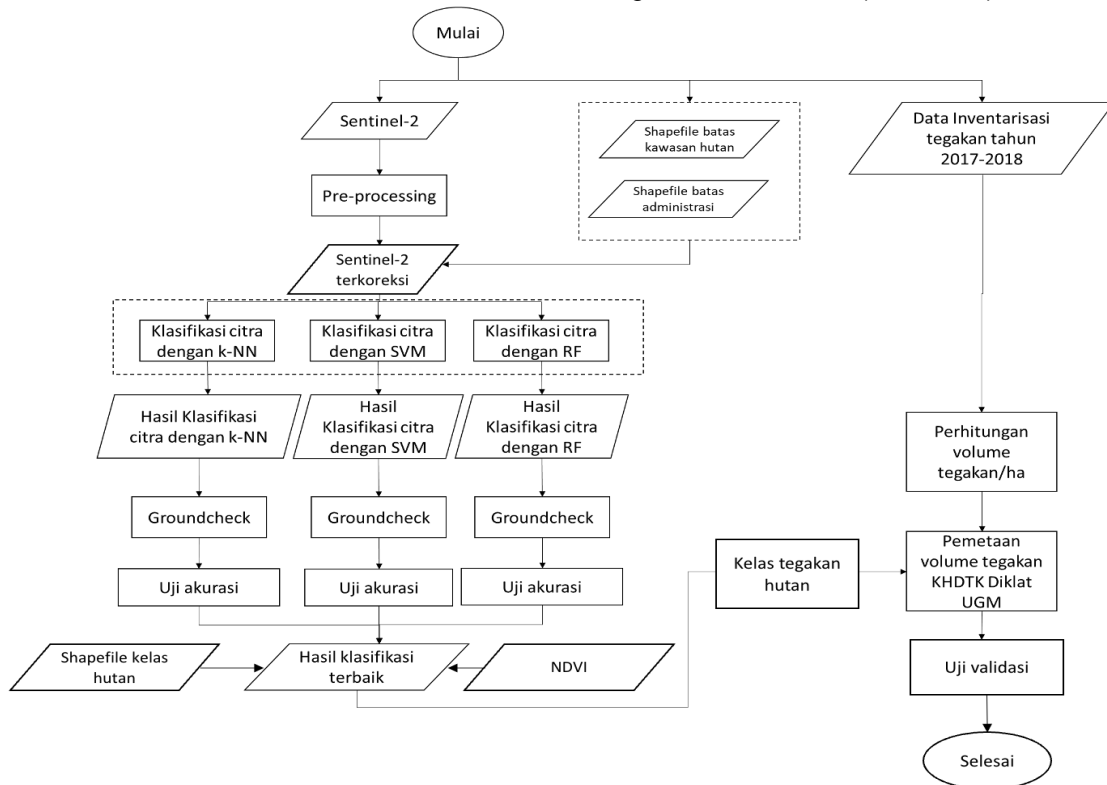 Mulai
Sentinel-2
Shapefile batas
kawasan hutan
Shapefile batas
administrasi
Data Inventarisasi
tegakan tahun
2017-2018
Pre-processing
Sentinel-2
terkoreksi
Klasifikasi citra
dengan k-NN
Klasifikasi citra
dengan SVM
Klasifikasi citra
dengan RF
Hasil Klasifikasi
citra dengan k-NN
Hasil
Klasifikasi citra
dengan SVM
Hasil
Klasifikasi citra
dengan RF
Perhitungan
volume
tegakan/ha
Groundcheck
Groundcheck
Groundcheck
Uji akurasi
Uji akurasi
Uji akurasi
Kelas tegakan
hutan
Pemetaan
volume tegakan
KHDTK Diklat
UGM
Shapefile kelas
hutan
Hasil klasifikasi
terbaik
NDVI
Uji validasi
Selesai